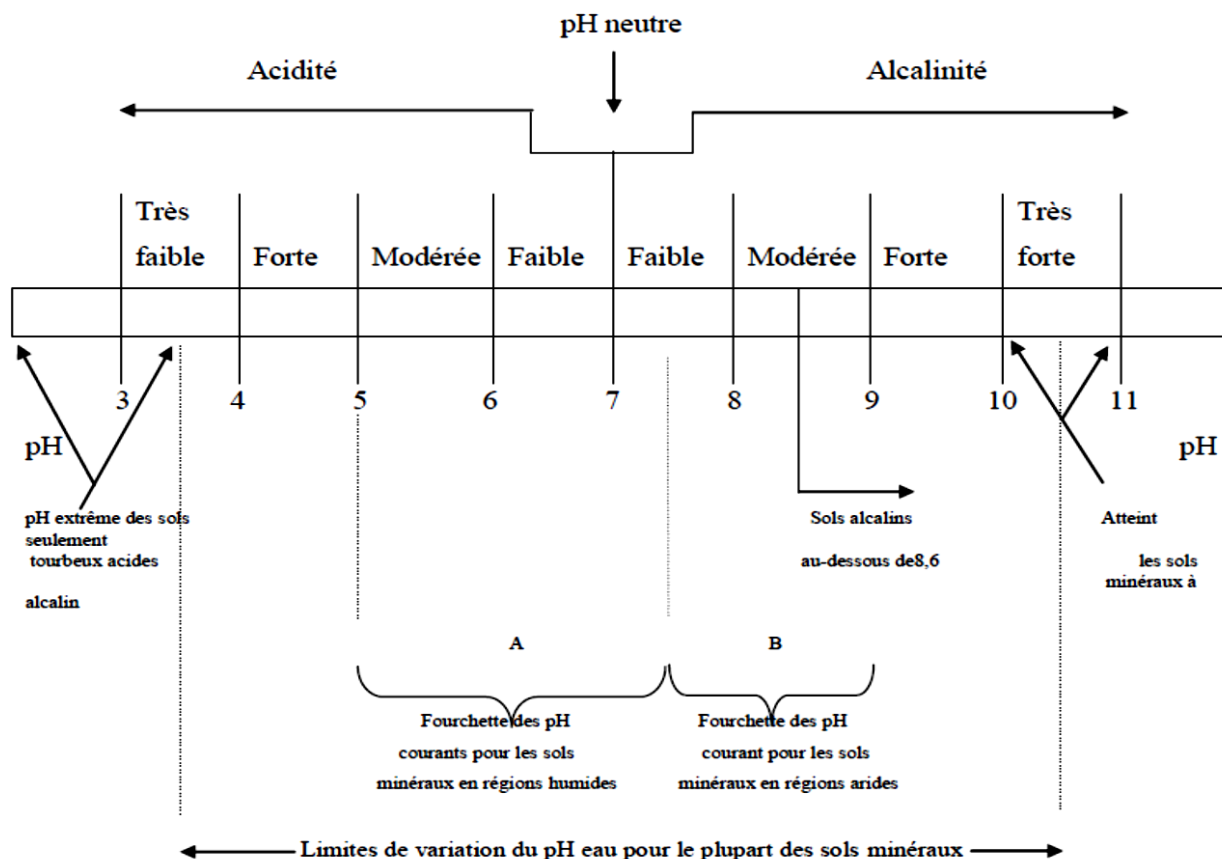 pH neutre
Acidité
Alcalinité
Très
faible
Forte
Modérée
Faible
Faible
Modérée
Forte
Très
forte
3
4
5
6
7
8
9
10
11
pH
pH
pH extrême des sols
seulement
tourbeux acides
alcalin
Sols alcalins
au-dessous de8,6
Atteint
les sols
minéraux à
A
Fourchette des pH
courants pour les sols
minéraux en régions humides
B
Fourchette des pH
courant pour les sols
minéraux en régions arides
Limites de variation du pH eau pour le plupart des sols minéraux